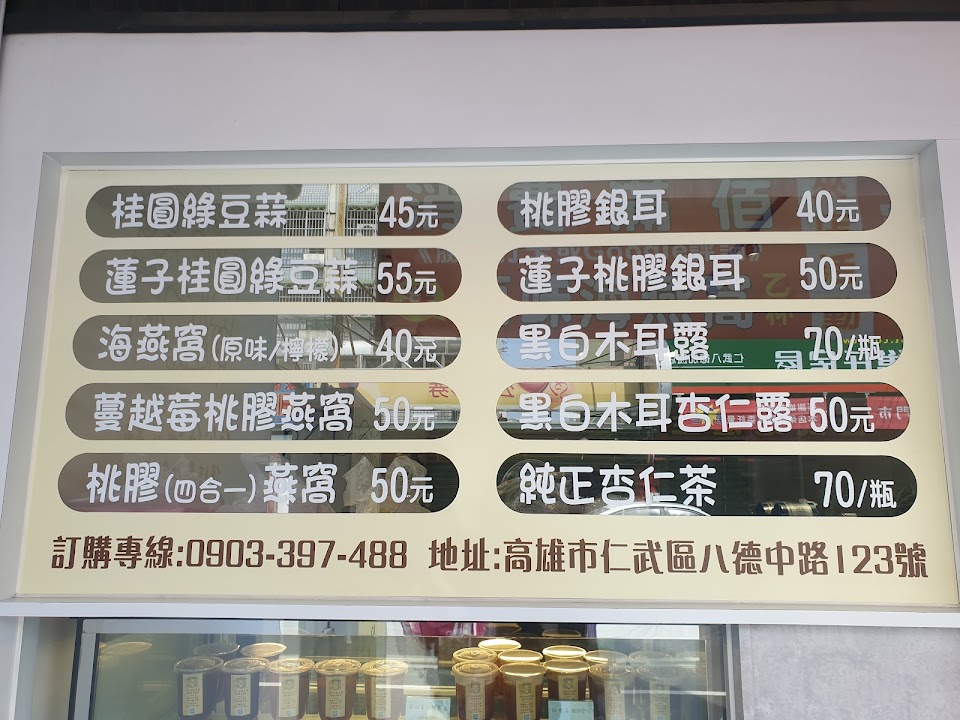 桂圓綠豆蒜 45元
蓮子桂圓綠豆蒜 55元
海燕窩(原味/檸檬) 40元
蔓越莓桃膠燕窩 50元
桃膠(四合一)燕窩 50元
桃膠銀耳 40元
蓮子桃膠銀耳 50元
黑白木耳露 70/瓶
黑白木耳杏仁露 50元
純正杏仁茶 70/瓶
訂購專線:0903-397-488 地址:高雄市仁武區八德中路123號